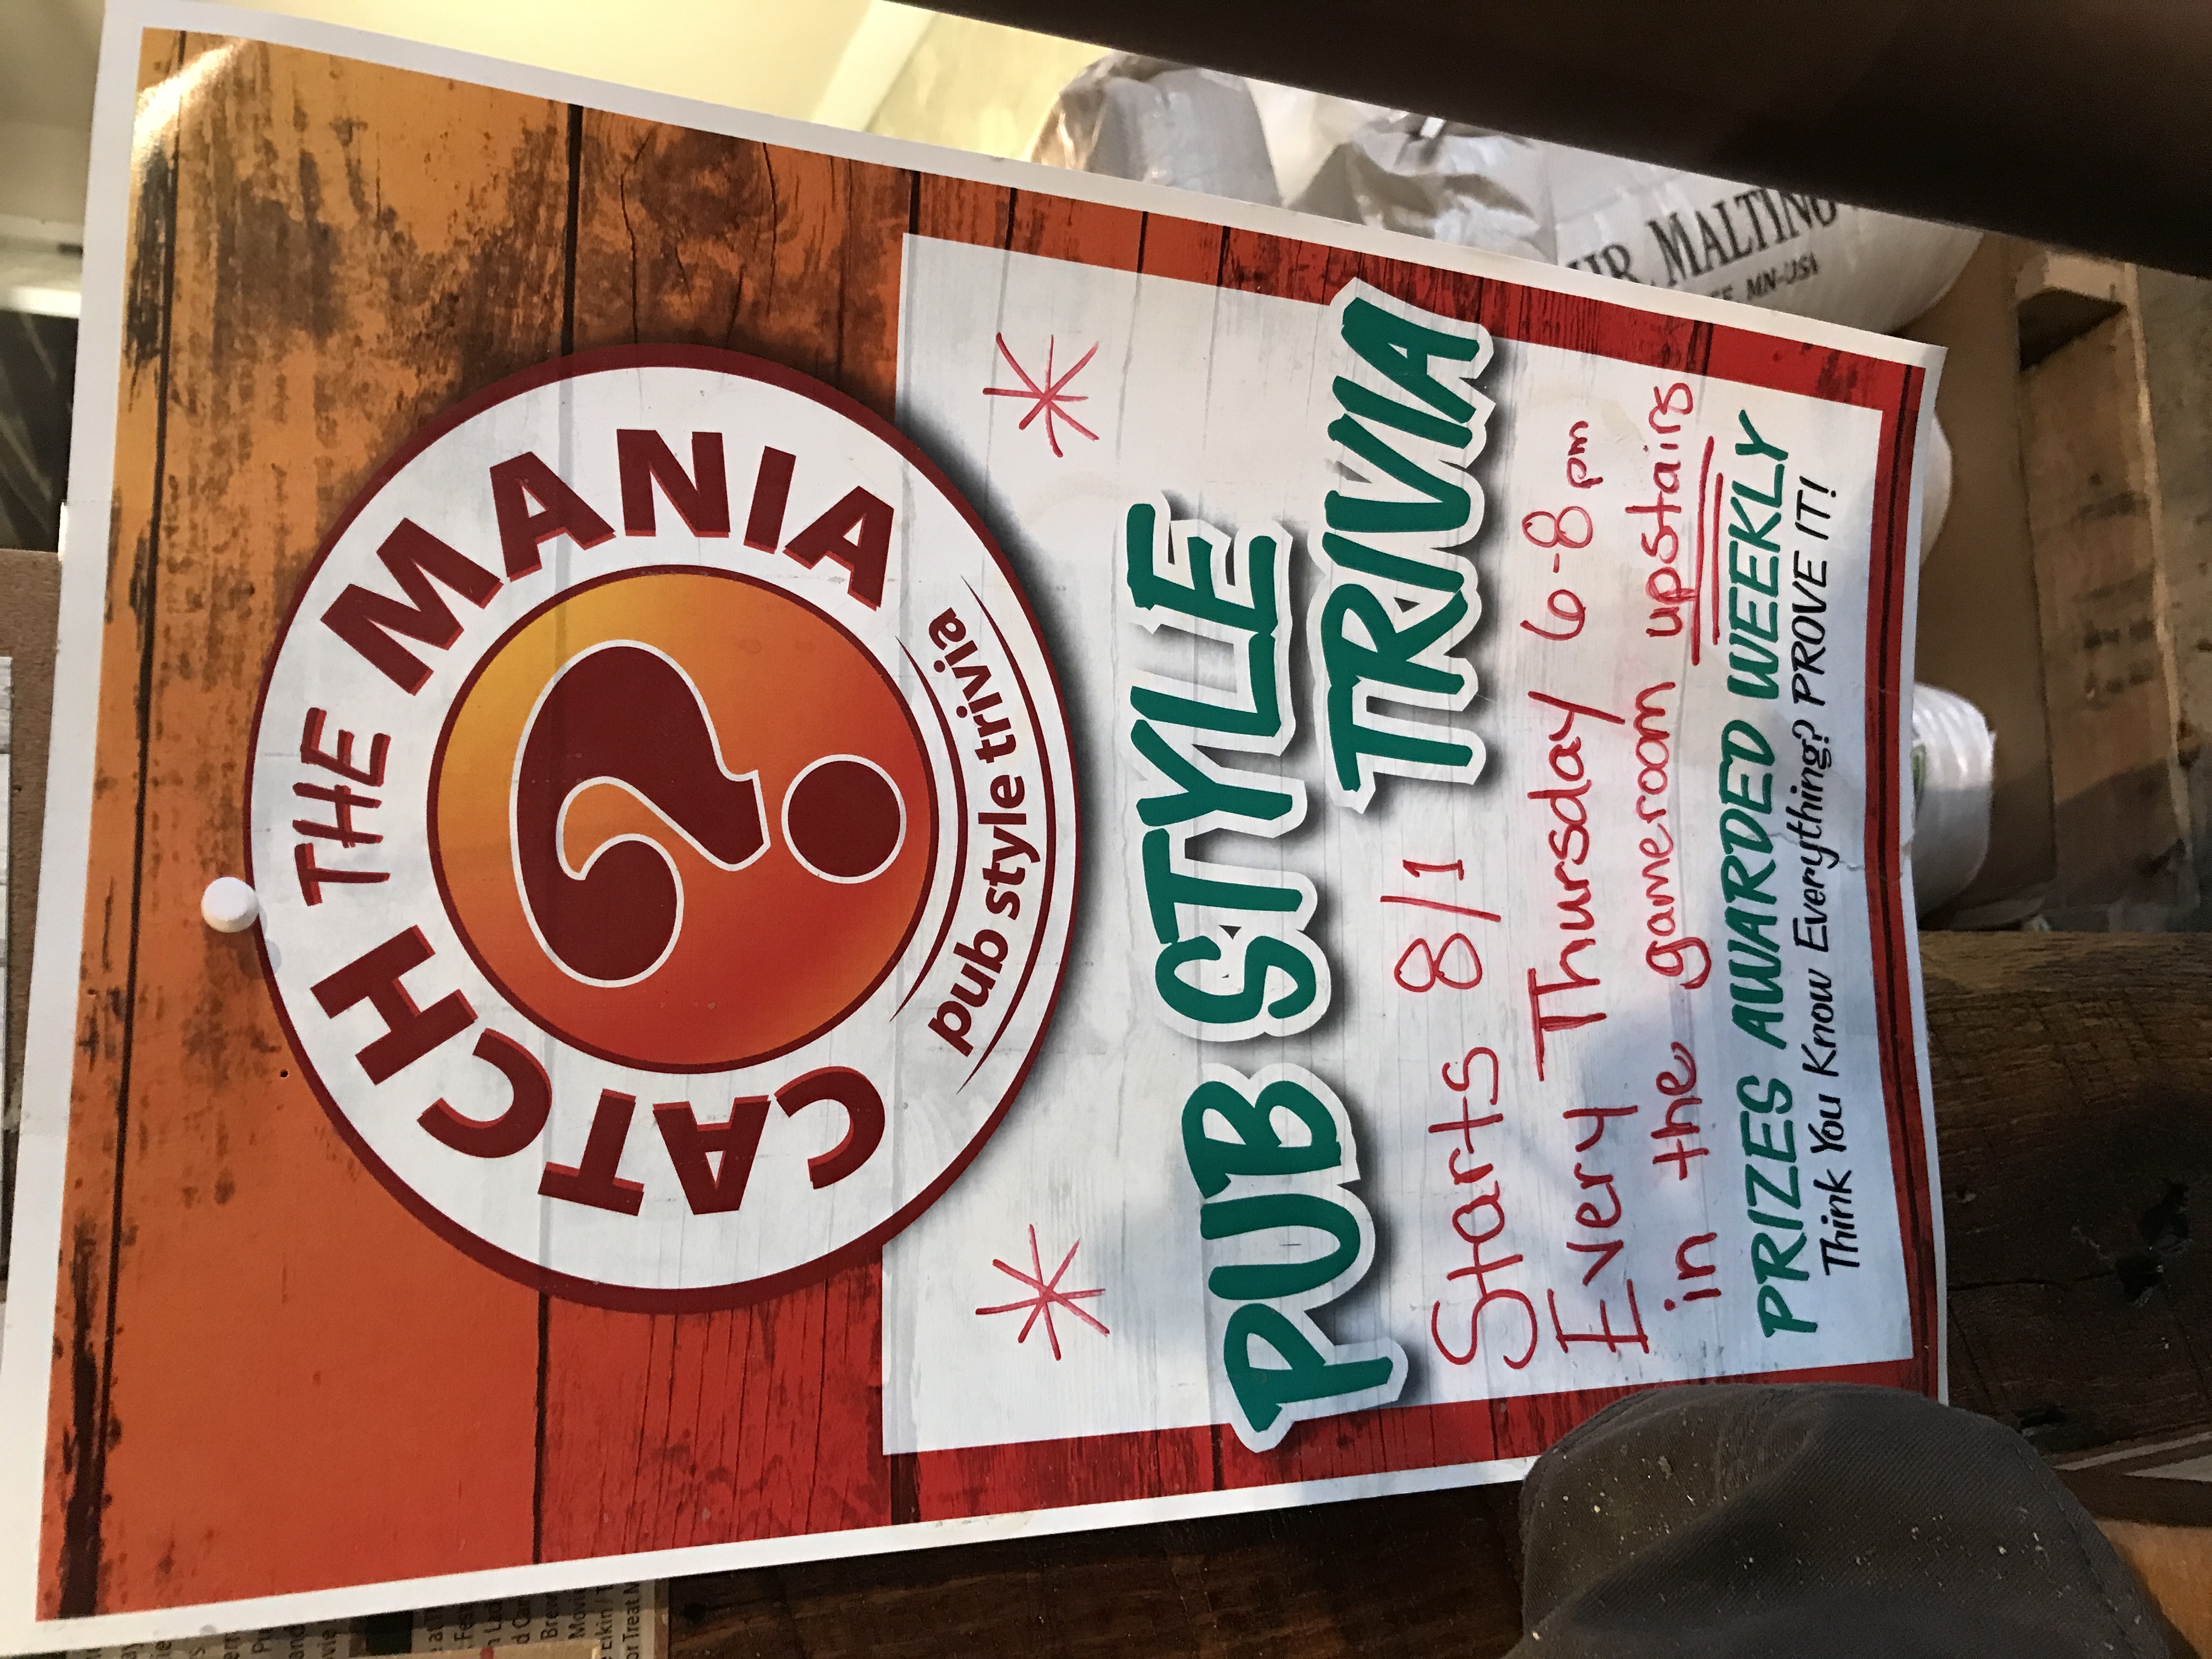 CATCH THE MANIA
pub style trivia
PUB STYLE
TRIVIA
Starts 8/1
Every Thursday 6-8 pm
in the gameroom upstairs
PRIZES AWARDED WEEKLY
Think You Know Everything? PROVE IT!
MALTING
MN-USA